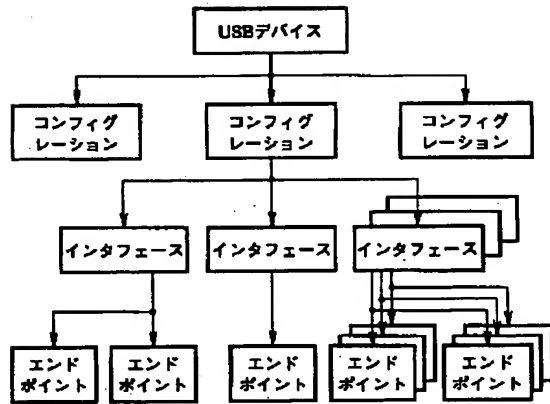 USBデバイス
コンフィグ
レーション
コンフィグ
レーション
コンフィグ
レーション
インタフェース
インタフェース
インタフェース
エンド
ポイント
エンド
ポイント
エンド
ポイント
エンド
ポイント
エンド
ポイント